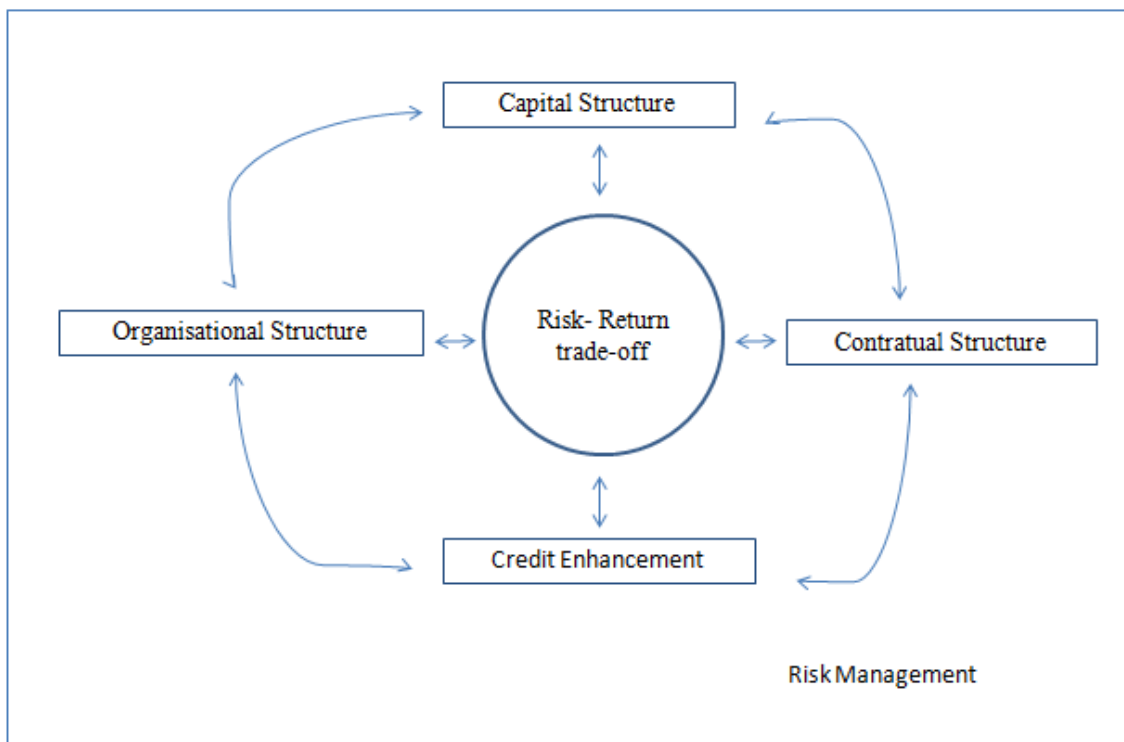 Capital Structure
Risk- Return
trade-off
Organisational Structure
Contratual Structure
Credit Enhancement
Risk Management